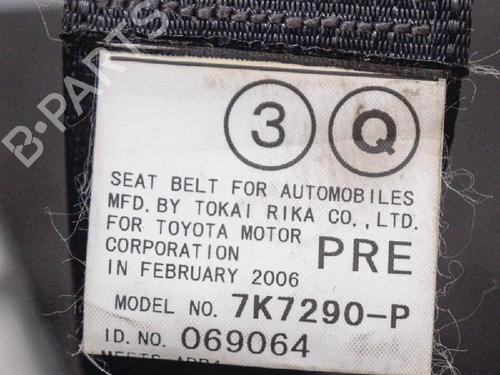 B·PARTS
3 Q
SEAT BELT FOR AUTOMOBILES
MFD. BY TOKAI RIKA CO., LTD.
FOR TOYOTA MOTOR
CORPORATION PRE
IN FEBRUARY 2006
MODEL NO. 7K7290-P
ID. NO. 069064